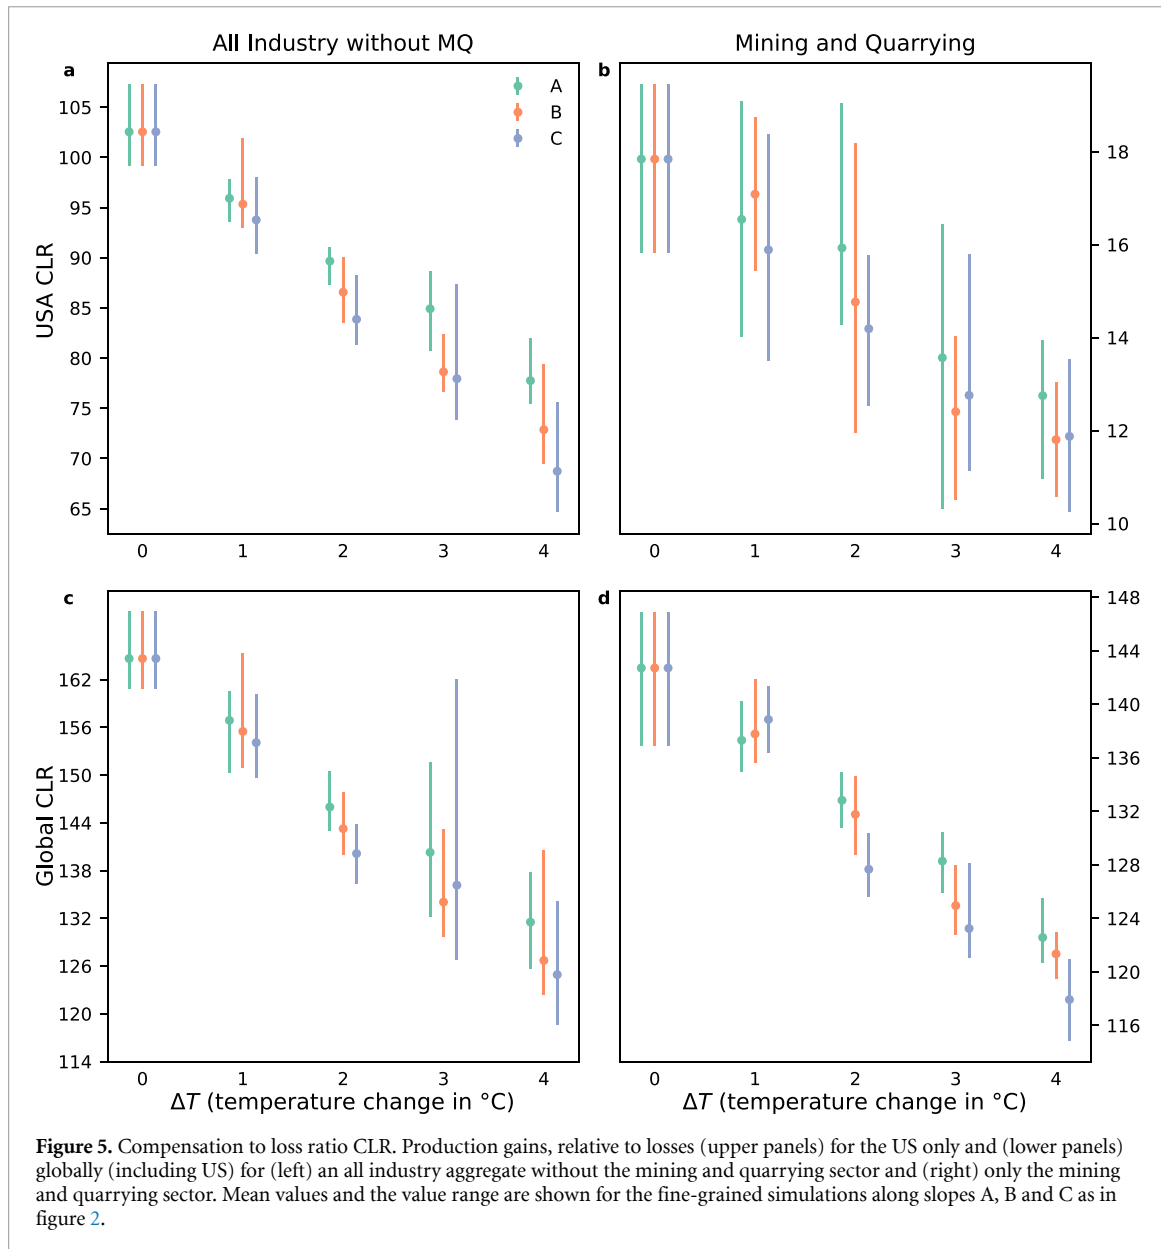 All Industry without MQ
Mining and Quarrying
a
A
B
C
105
100
95
90
85
80
75
70
65
USA CLR
0 1 2 3 4
b
18
16
14
12
10
0 1 2 3 4
c
162
156
150
144
138
132
126
120
114
Global CLR
0 1 2 3 4
ΔT (temperature change in °C)
d
148
144
140
136
132
128
124
120
116
0 1 2 3 4
ΔT (temperature change in °C)
Figure 5. Compensation to loss ratio CLR. Production gains, relative to losses (upper panels) for the US only and (lower panels)
globally (including US) for (left) an all industry aggregate without the mining and quarrying sector and (right) only the mining
and quarrying sector. Mean values and the value range are shown for the fine-grained simulations along slopes A, B and C as in
figure 2.